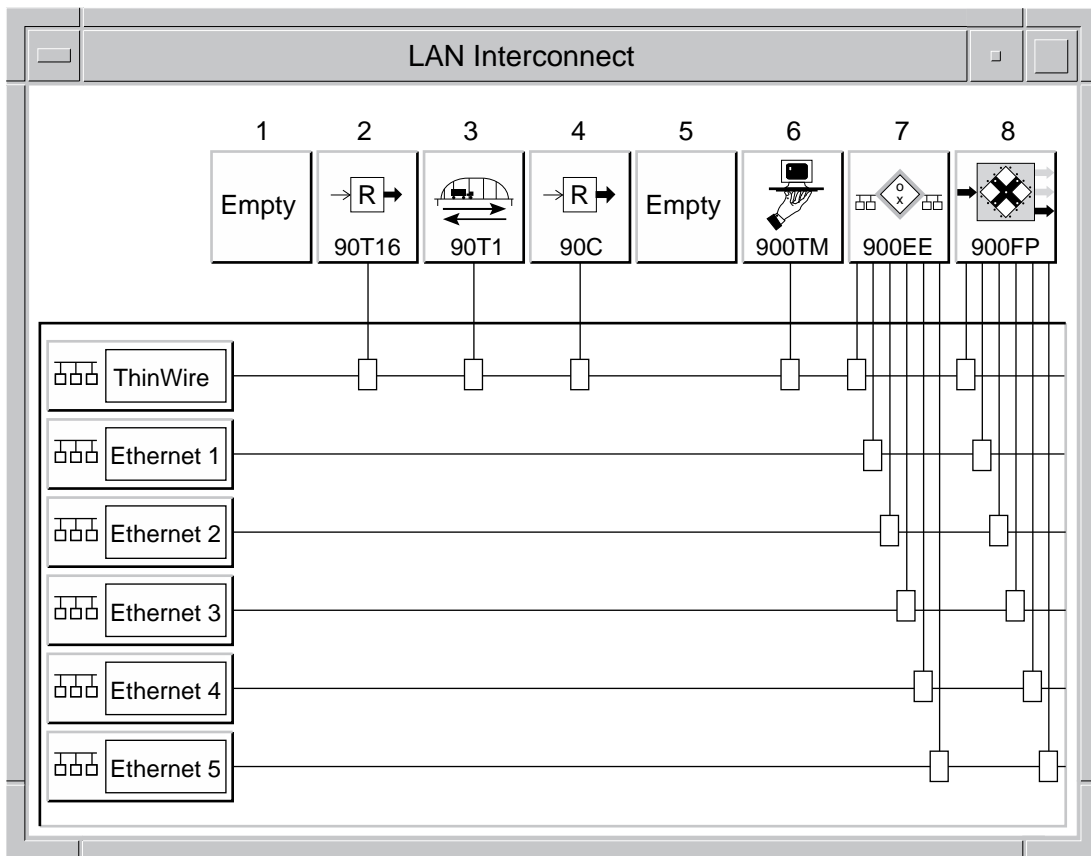 LAN Interconnect
1 2 3 4 5 6 7 8
Empty R R Empty O X
90T16 90T1 90C 900TM 900EE 900FP
ThinWire
Ethernet 1
Ethernet 2
Ethernet 3
Ethernet 4
Ethernet 5